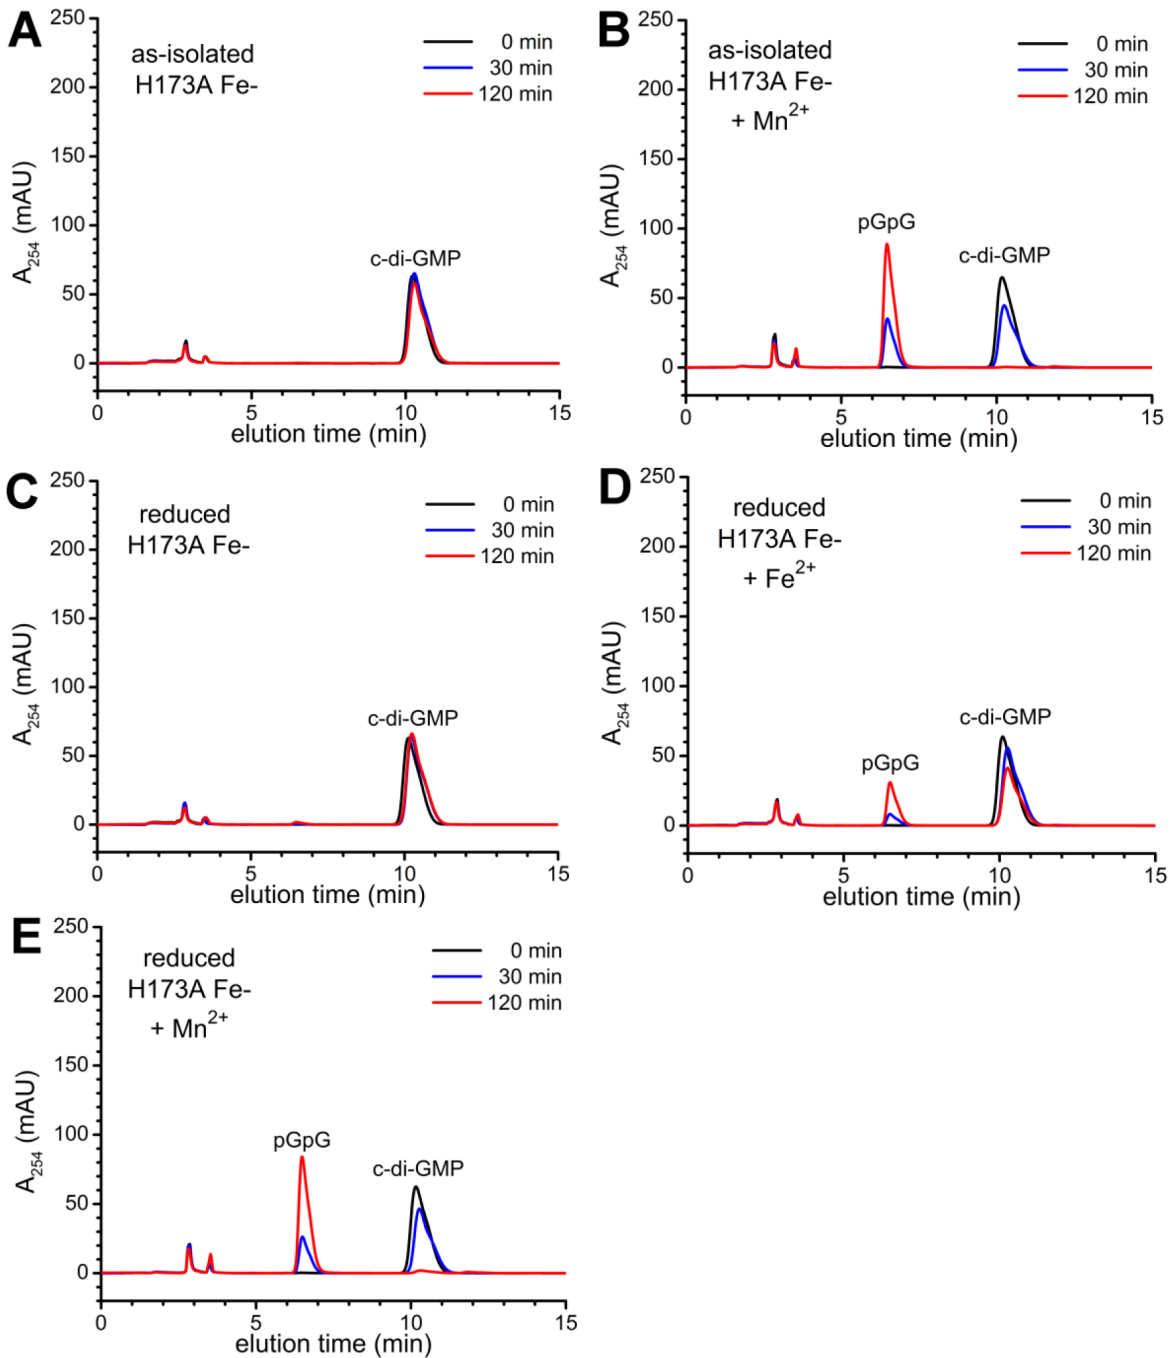 A
as-isolated
H173A Fe-
0 min
30 min
120 min
250
200
150
100
50
0
A254 (mAU)
c-di-GMP
0 5 10 15
elution time (min)
B
as-isolated
H173A Fe-
+ Mn2+
0 min
30 min
120 min
250
200
150
100
50
0
A254 (mAU)
pGpG
c-di-GMP
0 5 10 15
elution time (min)
C
reduced
H173A Fe-
0 min
30 min
120 min
250
200
150
100
50
0
A254 (mAU)
c-di-GMP
0 5 10 15
elution time (min)
D
reduced
H173A Fe-
+ Fe2+
0 min
30 min
120 min
250
200
150
100
50
0
A254 (mAU)
pGpG
c-di-GMP
0 5 10 15
elution time (min)
E
reduced
H173A Fe-
+ Mn2+
0 min
30 min
120 min
250
200
150
100
50
0
A254 (mAU)
pGpG
c-di-GMP
0 5 10 15
elution time (min)